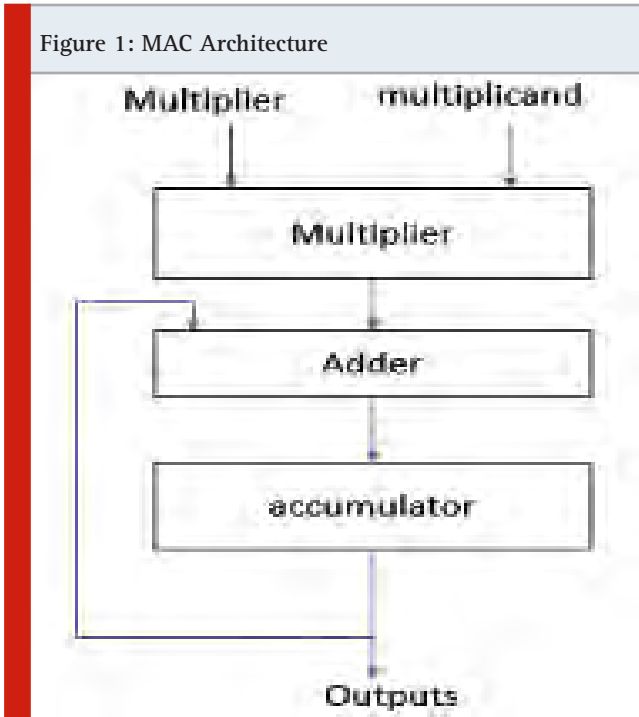 Figure 1: MAC Architecture
Multiplier multiplicand
Multiplier
Adder
accumulator
Outputs